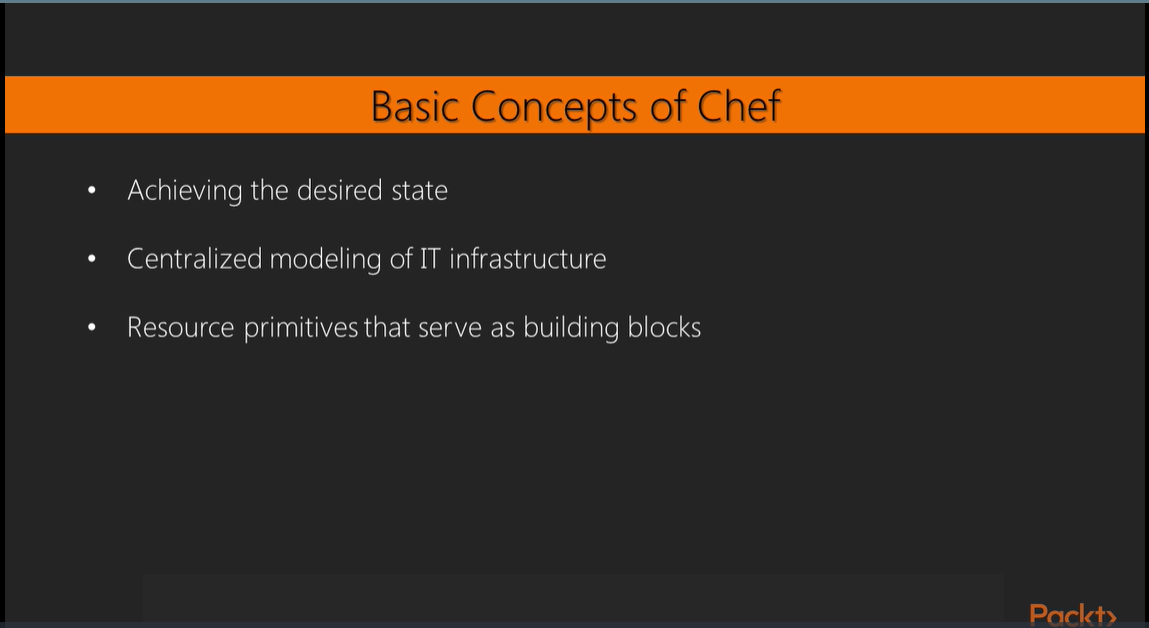 Basic Concepts of Chef
• Achieving the desired state
• Centralized modeling of IT infrastructure
• Resource primitives that serve as building blocks
Packt>